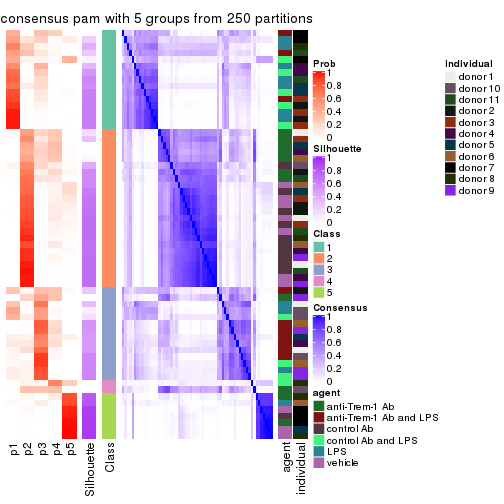 consensus pam with 5 groups from 250 partitions
Prob
1
0.8
0.6
0.4
0.2
0
Silhouette
1
0.8
0.6
0.4
0.2
0
Class
1
2
3
4
5
Consensus
1
0.8
0.6
0.4
0.2
0
agent
anti-Trem-1 Ab
anti-Trem-1 Ab and LPS
control Ab
control Ab and LPS
LPS
vehicle
individual
donor 1
donor 10
donor 11
donor 2
donor 3
donor 4
donor 5
donor 6
donor 7
donor 8
donor 9
p1
p2
p3
p4
p5
Silhouette
Class
agent
individual